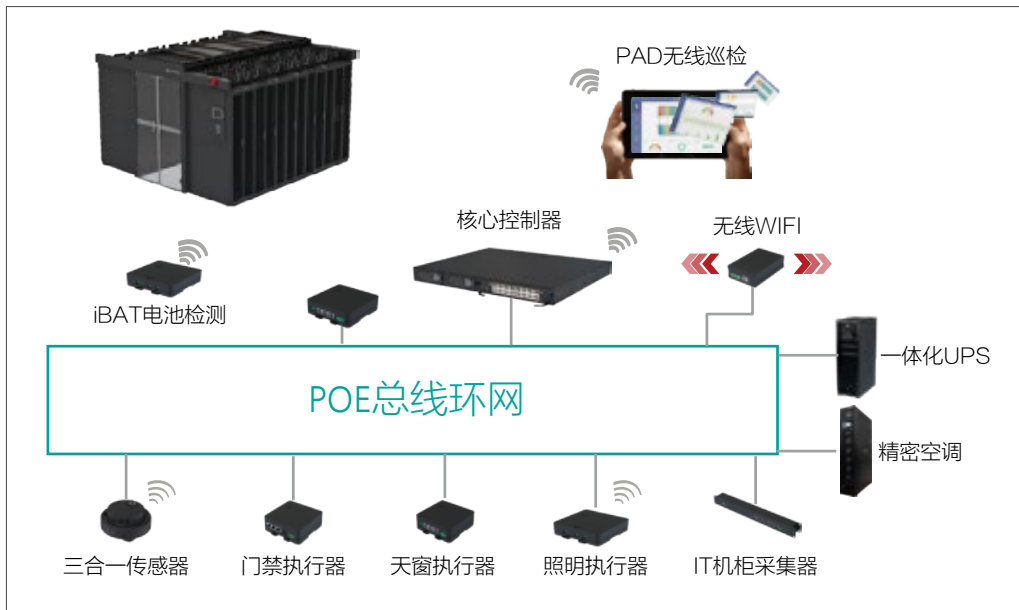 PAD无线巡检
核心控制器
无线WIFI
iBAT电池检测
一体化UPS
POE总线环网
精密空调
三合一传感器
门禁执行器
天窗执行器
照明执行器
IT机柜采集器